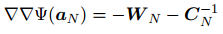 ∇∇Ψ(a_N) = −W_N − C_N^{−1}